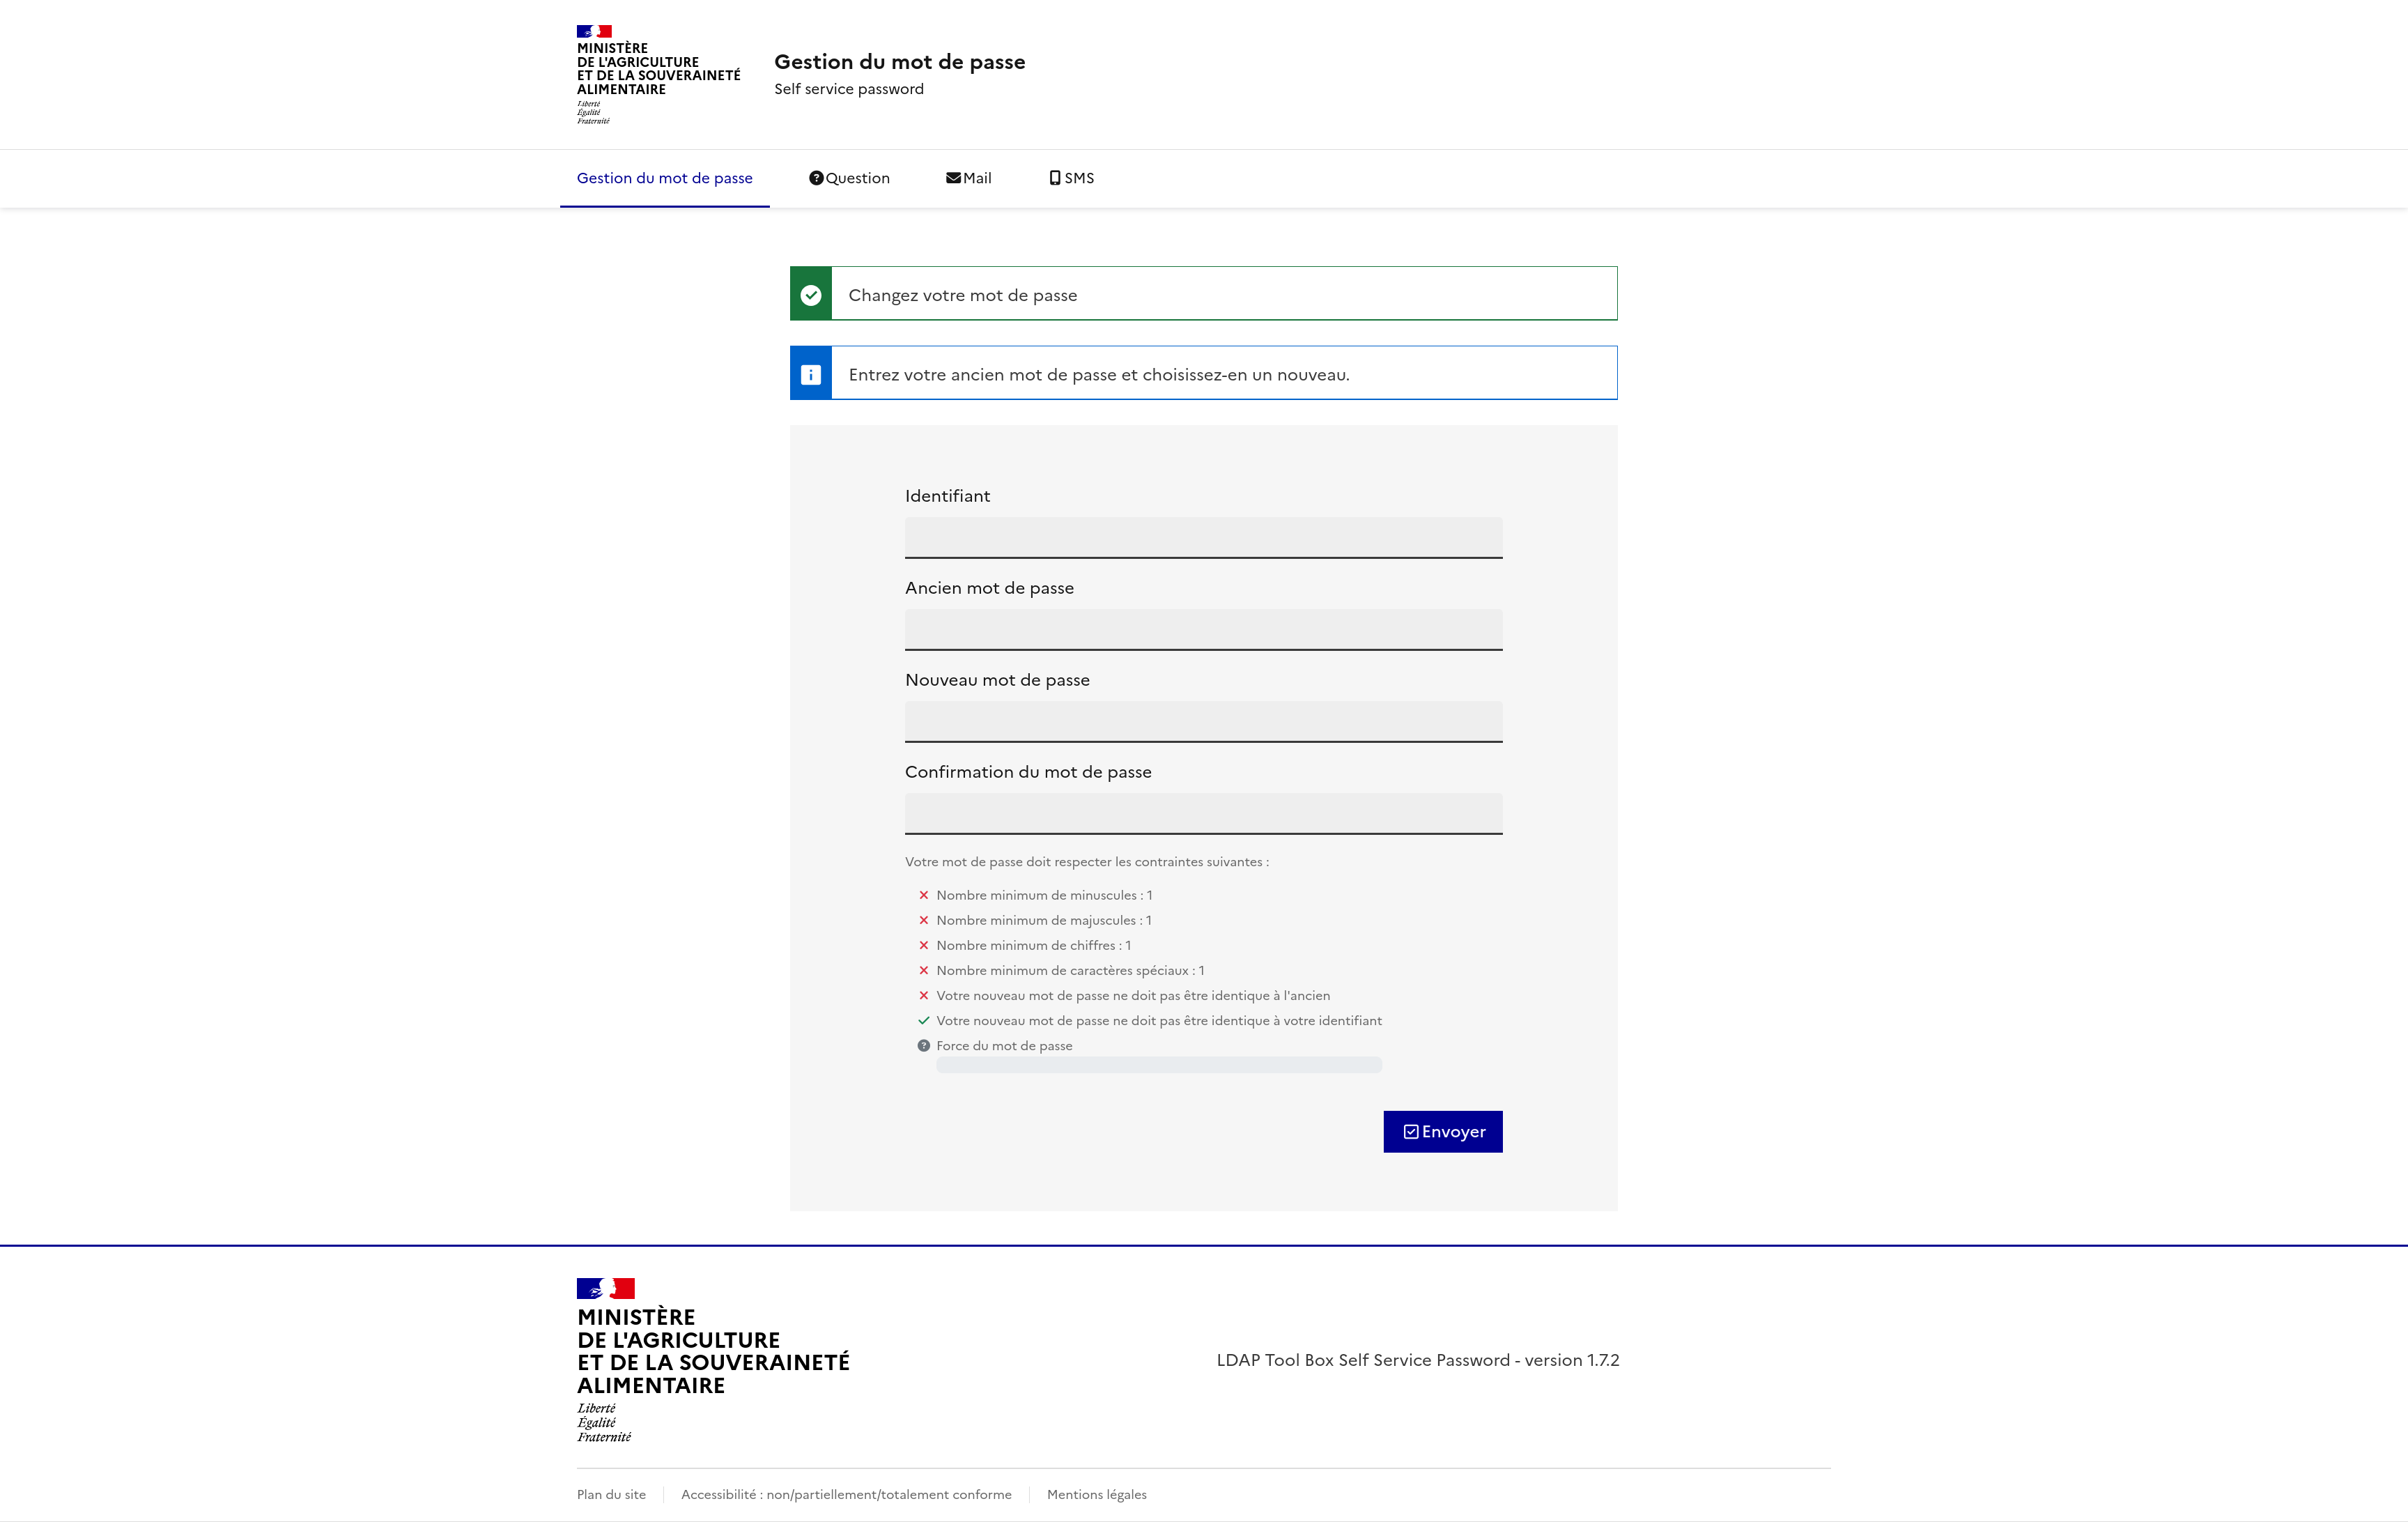 MINISTÈRE
DE L'AGRICULTURE
ET DE LA SOUVERAINETÉ
ALIMENTAIRE
Liberté
Égalité
Fraternité
Gestion du mot de passe
Self service password
Gestion du mot de passe
Question
Mail
SMS
Changez votre mot de passe
Entrez votre ancien mot de passe et choisissez-en un nouveau.
Identifiant
Ancien mot de passe
Nouveau mot de passe
Confirmation du mot de passe
Votre mot de passe doit respecter les contraintes suivantes :
Nombre minimum de minuscules : 1
Nombre minimum de majuscules : 1
Nombre minimum de chiffres : 1
Nombre minimum de caractères spéciaux : 1
Votre nouveau mot de passe ne doit pas être identique à l'ancien
Votre nouveau mot de passe ne doit pas être identique à votre identifiant
Force du mot de passe
Envoyer
MINISTÈRE
DE L'AGRICULTURE
ET DE LA SOUVERAINETÉ
ALIMENTAIRE
Liberté
Égalité
Fraternité
LDAP Tool Box Self Service Password - version 1.7.2
Plan du site
Accessibilité : non/partiellement/totalement conforme
Mentions légales